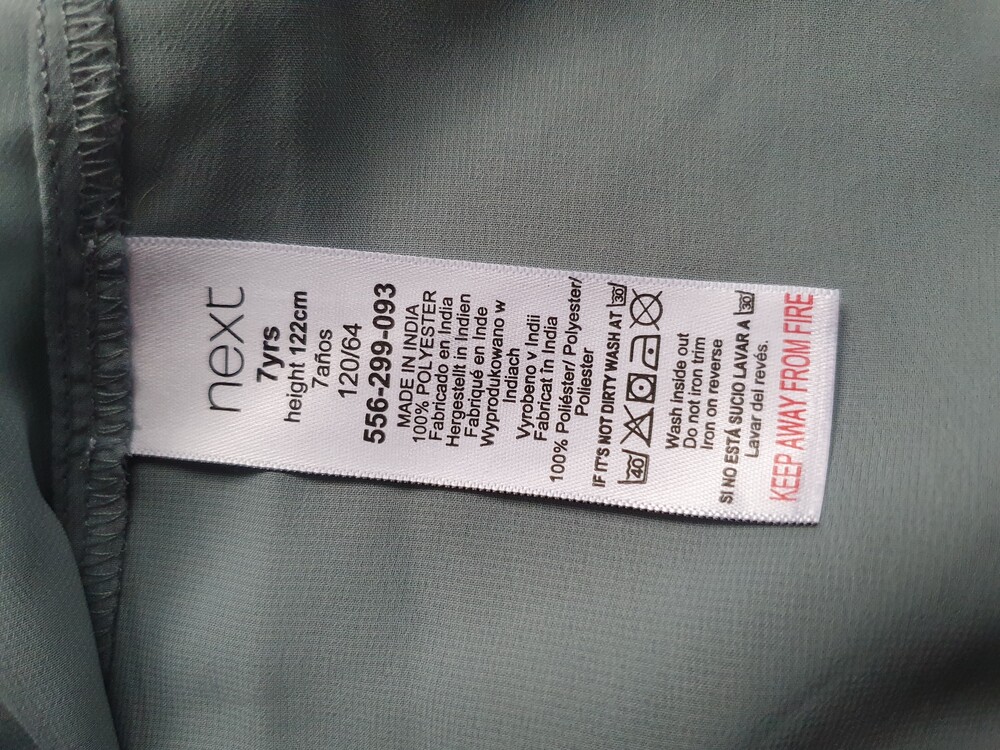 next
7yrs
height 122cm
7años
120/64
556-299-093
MADE IN INDIA
100% POLYESTER
Fabricado en India
Hergestellt in Indien
Fabriqué en Inde
Wyprodukowano w
Indiach
Vyrobeno v Indii
Fabricat în India
100% Poliéster/ Polyester/
Poliester
IF IT'S NOT DIRTY WASH AT 30
40
Wash inside out
Do not iron trim
Iron on reverse
SI NO ESTÁ SUCIO LAVAR A 30
Lavar del revés.
KEEP AWAY FROM FIRE